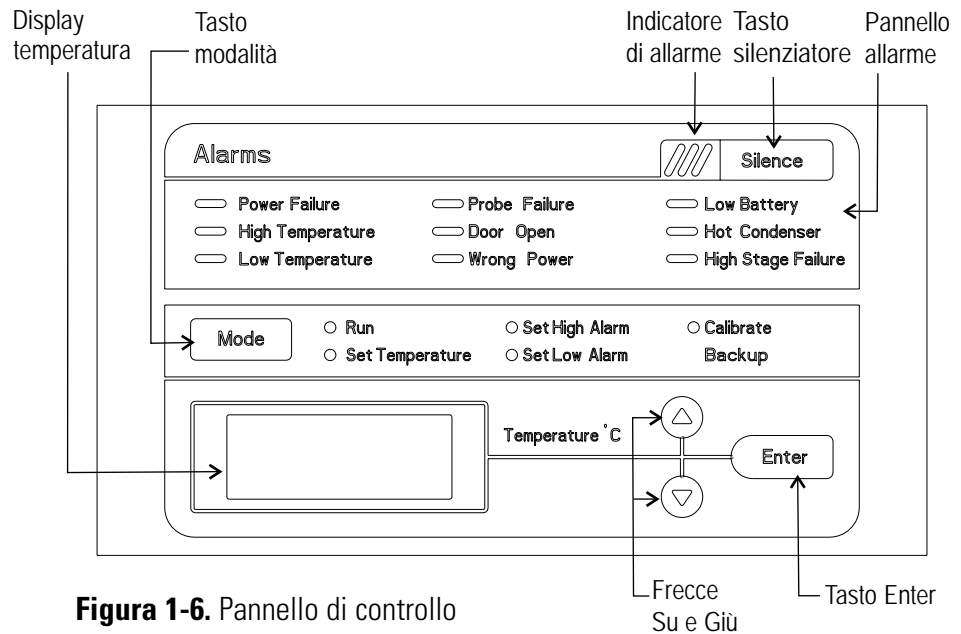 Display
temperatura
Tasto
modalità
Indicatore
di allarme
Tasto
silenziatore
Pannello
allarme
Alarms
Silence
Power Failure
Probe Failure
Low Battery
High Temperature
Door Open
Hot Condenser
Low Temperature
Wrong Power
High Stage Failure
Mode
Run
Set High Alarm
Calibrate
Set Temperature
Set Low Alarm
Backup
Temperature °C
Enter
Frecce
Su e Giù
Tasto Enter
Figura 1-6. Pannello di controllo